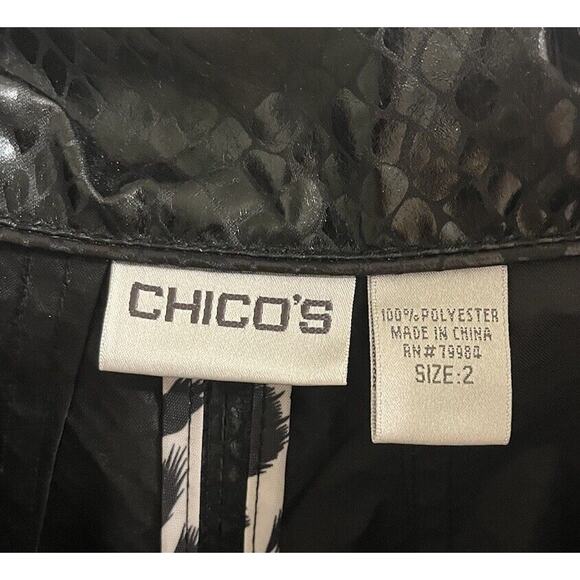 CHICO'S
100% POLYESTER
MADE IN CHINA
RN# 79984
SIZE:2